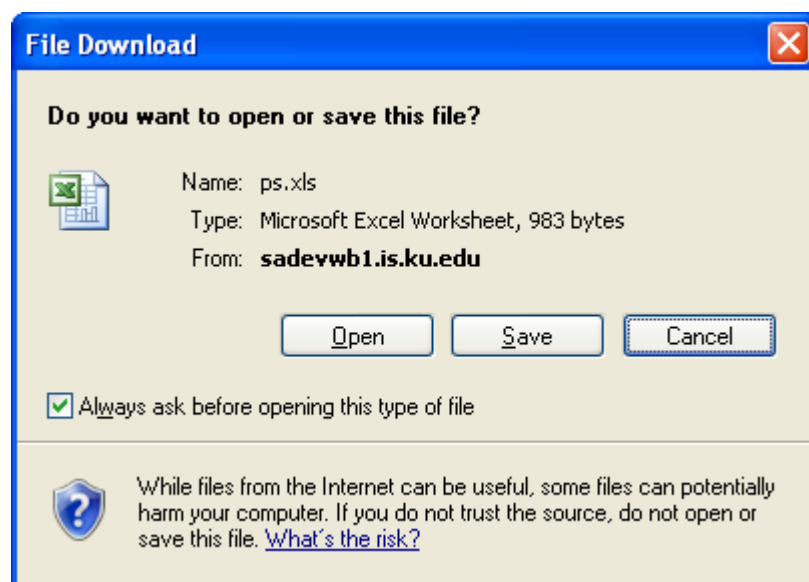 File Download
Do you want to open or save this file?
Name: ps.xls
Type: Microsoft Excel Worksheet, 983 bytes
From: sadevwb1.is.ku.edu
Open Save Cancel
Always ask before opening this type of file
While files from the Internet can be useful, some files can potentially
harm your computer. If you do not trust the source, do not open or
save this file. What's the risk?